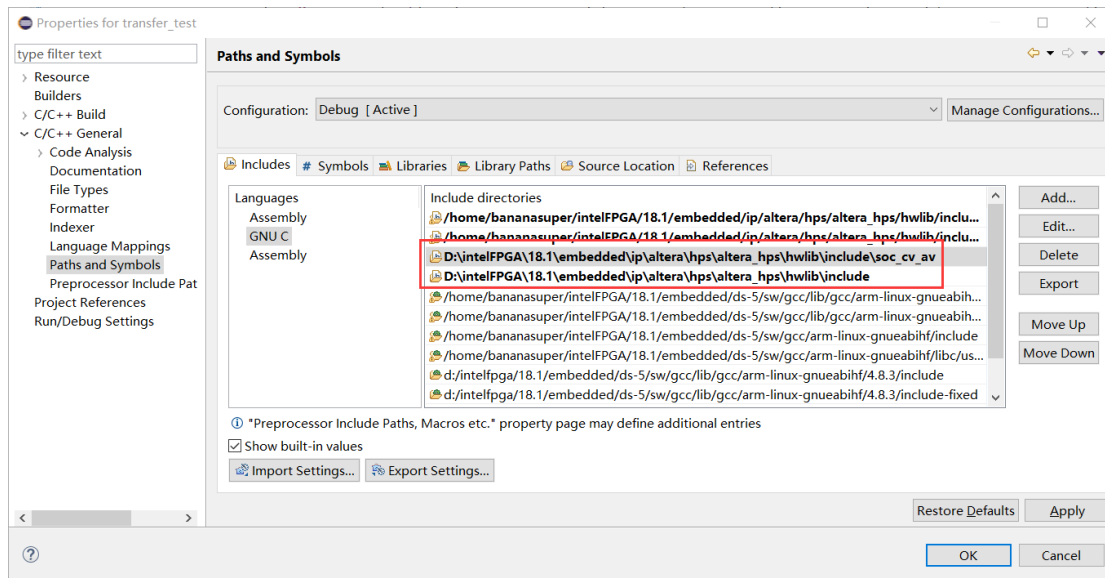 Properties for transfer_test
type filter text
Resource
Builders
C/C++ Build
C/C++ General
Code Analysis
Documentation
File Types
Formatter
Indexer
Language Mappings
Paths and Symbols
Preprocessor Include Pat
Project References
Run/Debug Settings
Paths and Symbols
Configuration: Debug [ Active ]
Manage Configurations...
Includes # Symbols Libraries Library Paths Source Location References
Languages
Assembly
GNU C
Assembly
Include directories
/home/bananasuper/intelFPGA/18.1/embedded/ip/altera/hps/altera_hps/hwlib/inclu...
/home/bananasuper/intelFPGA/18.1/embedded/ip/altera/hps/altera_hps/hwlib/inclu...
D:\intelFPGA\18.1\embedded\ip\altera\hps\altera_hps\hwlib\include\soc_cv_av
D:\intelFPGA\18.1\embedded\ip\altera\hps\altera_hps\hwlib\include
/home/bananasuper/intelFPGA/18.1/embedded/ds-5/sw/gcc/lib/gcc/arm-linux-gnueabih...
/home/bananasuper/intelFPGA/18.1/embedded/ds-5/sw/gcc/lib/gcc/arm-linux-gnueabih...
/home/bananasuper/intelFPGA/18.1/embedded/ds-5/sw/gcc/arm-linux-gnueabihf/include
/home/bananasuper/intelFPGA/18.1/embedded/ds-5/sw/gcc/arm-linux-gnueabihf/libc/us...
d:/intelfpga/18.1/embedded/ds-5/sw/gcc/lib/gcc/arm-linux-gnueabihf/4.8.3/include
d:/intelfpga/18.1/embedded/ds-5/sw/gcc/lib/gcc/arm-linux-gnueabihf/4.8.3/include-fixed
Add...
Edit...
Delete
Export
Move Up
Move Down
"Preprocessor Include Paths, Macros etc." property page may define additional entries
Show built-in values
Import Settings... Export Settings...
Restore Defaults Apply
OK Cancel